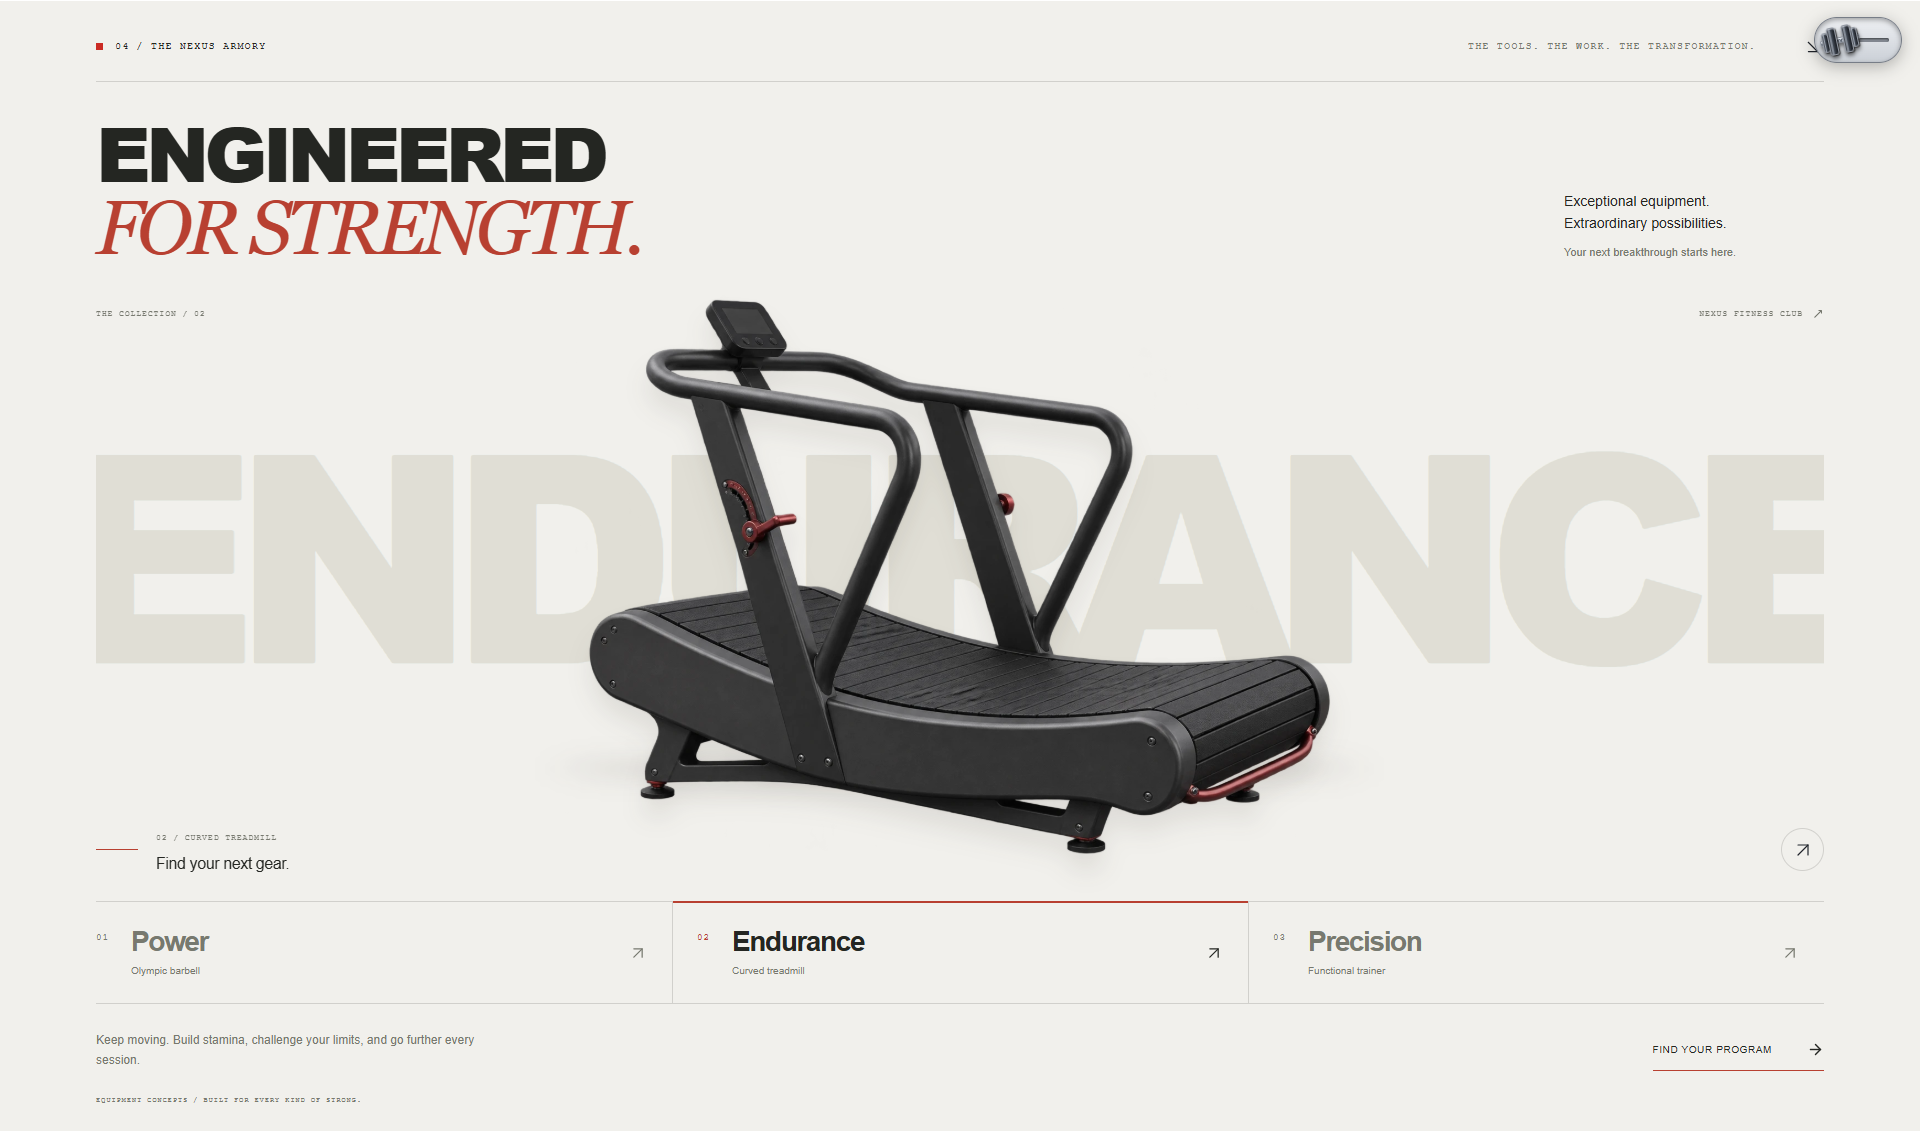 04 / THE NEXUS ARMORY
THE TOOLS. THE WORK. THE TRANSFORMATION.
ENGINEERED
FOR STRENGTH.
Exceptional equipment.
Extraordinary possibilities.
Your next breakthrough starts here.
THE COLLECTION / 02
NEXUS FITNESS CLUB
ENDURANCE
02 / CURVED TREADMILL
Find your next gear.
01
Power
Olympic barbell
02
Endurance
Curved treadmill
03
Precision
Functional trainer
Keep moving. Build stamina, challenge your limits, and go further every
session.
FIND YOUR PROGRAM
EQUIPMENT CONCEPTS / BUILT FOR EVERY KIND OF STRONG.